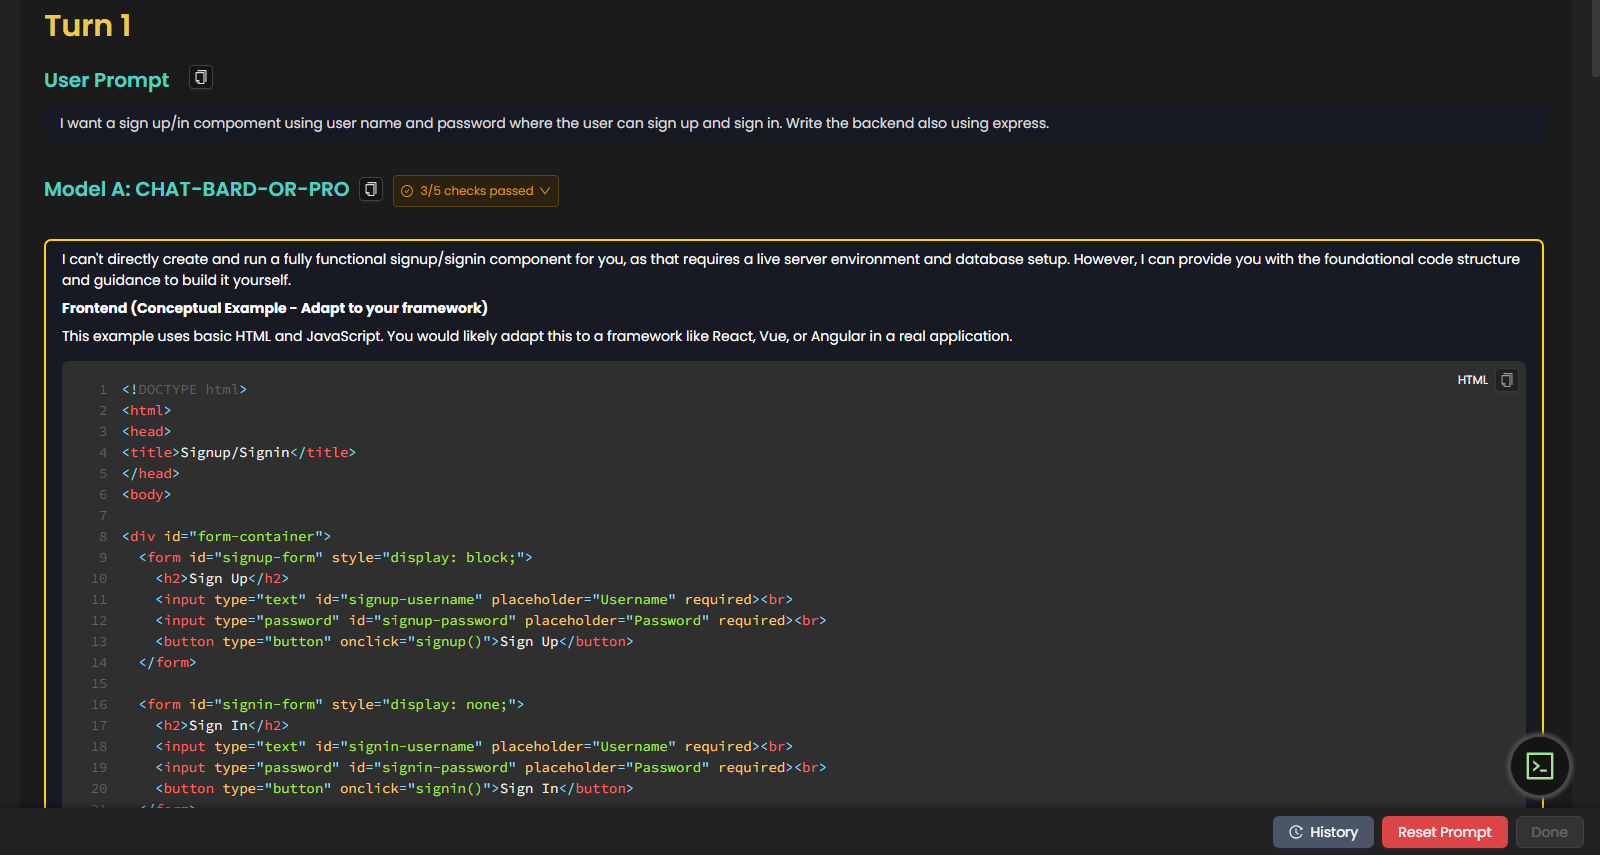 Turn 1
User Prompt
I want a sign up/in compoment using user name and password where the user can sign up and sign in. Write the backend also using express.
Model A: CHAT-BARD-OR-PRO
3/5 checks passed
I can't directly create and run a fully functional signup/signin component for you, as that requires a live server environment and database setup. However, I can provide you with the foundational code structure
and guidance to build it yourself.
Frontend (Conceptual Example - Adapt to your framework)
This example uses basic HTML and JavaScript. You would likely adapt this to a framework like React, Vue, or Angular in a real application.
HTML
1 <!DOCTYPE html>
2 <html>
3 <head>
4 <title>Signup/Signin</title>
5 </head>
6 <body>
7
8 <div id="form-container">
9 <form id="signup-form" style="display: block;">
10 <h2>Sign Up</h2>
11 <input type="text" id="signup-username" placeholder="Username" required><br>
12 <input type="password" id="signup-password" placeholder="Password" required><br>
13 <button type="button" onclick="signup()">Sign Up</button>
14 </form>
15
16 <form id="signin-form" style="display: none;">
17 <h2>Sign In</h2>
18 <input type="text" id="signin-username" placeholder="Username" required><br>
19 <input type="password" id="signin-password" placeholder="Password" required><br>
20 <button type="button" onclick="signin()">Sign In</button>
History
Reset Prompt
Done